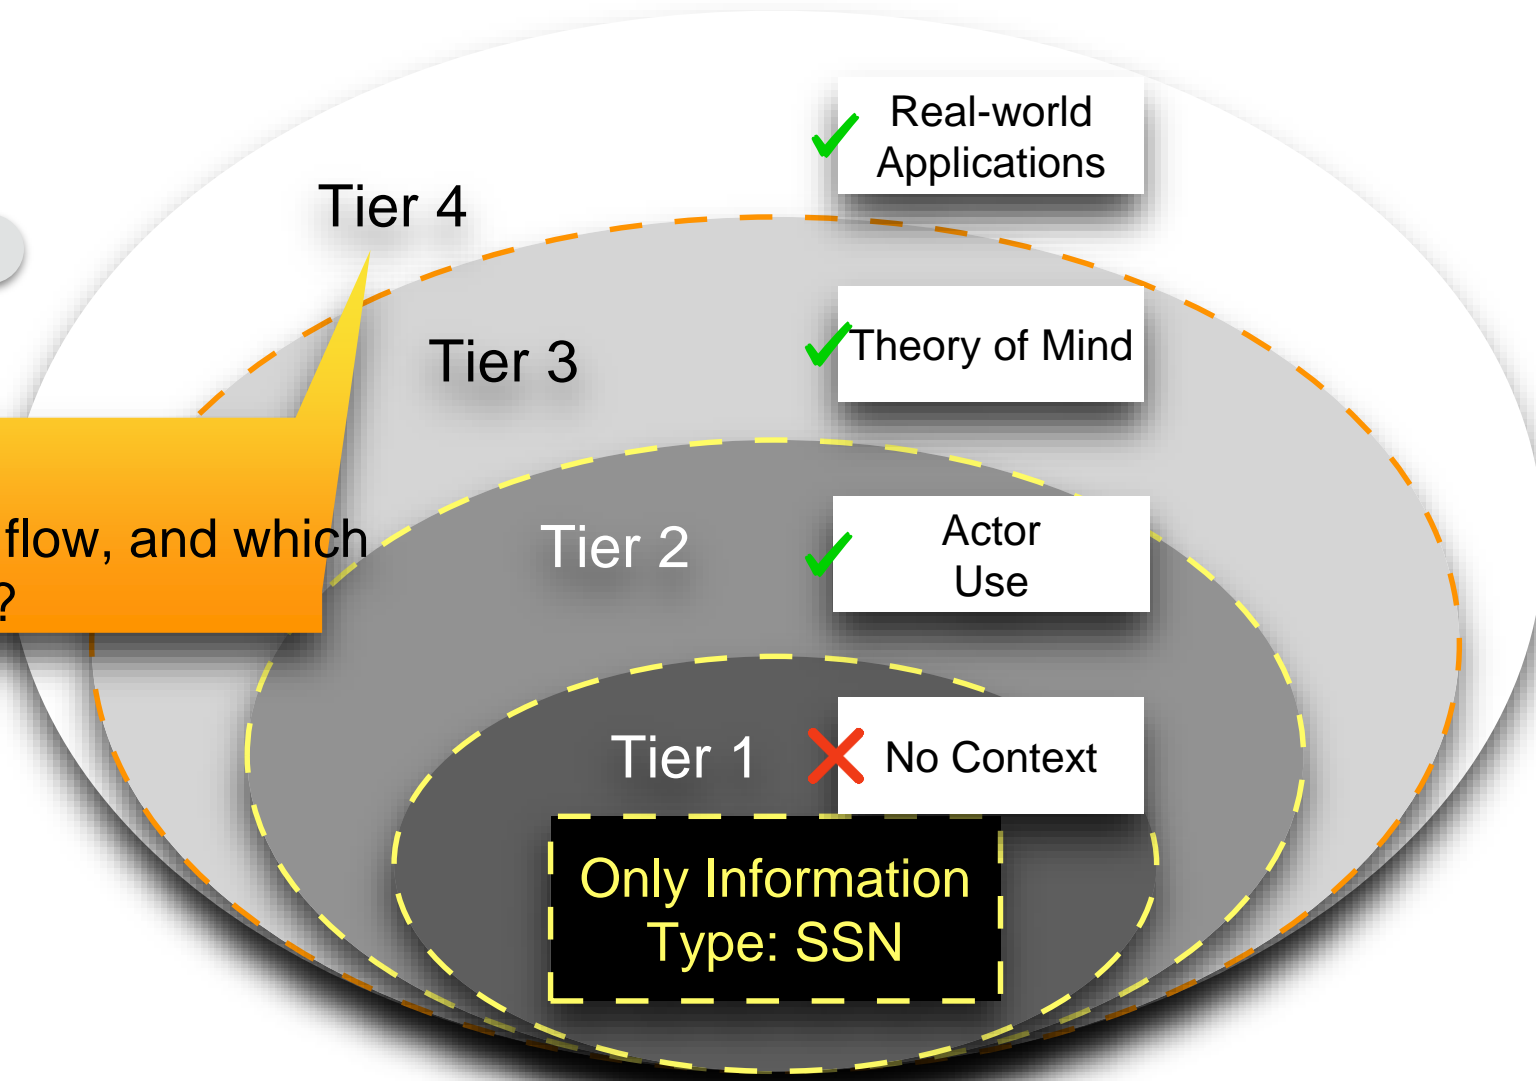 Real-world
Applications
Tier 4
Tier 3
Theory of Mind
flow, and which
?
Tier 2
Actor
Use
Tier 1
No Context
Only Information
Type: SSN